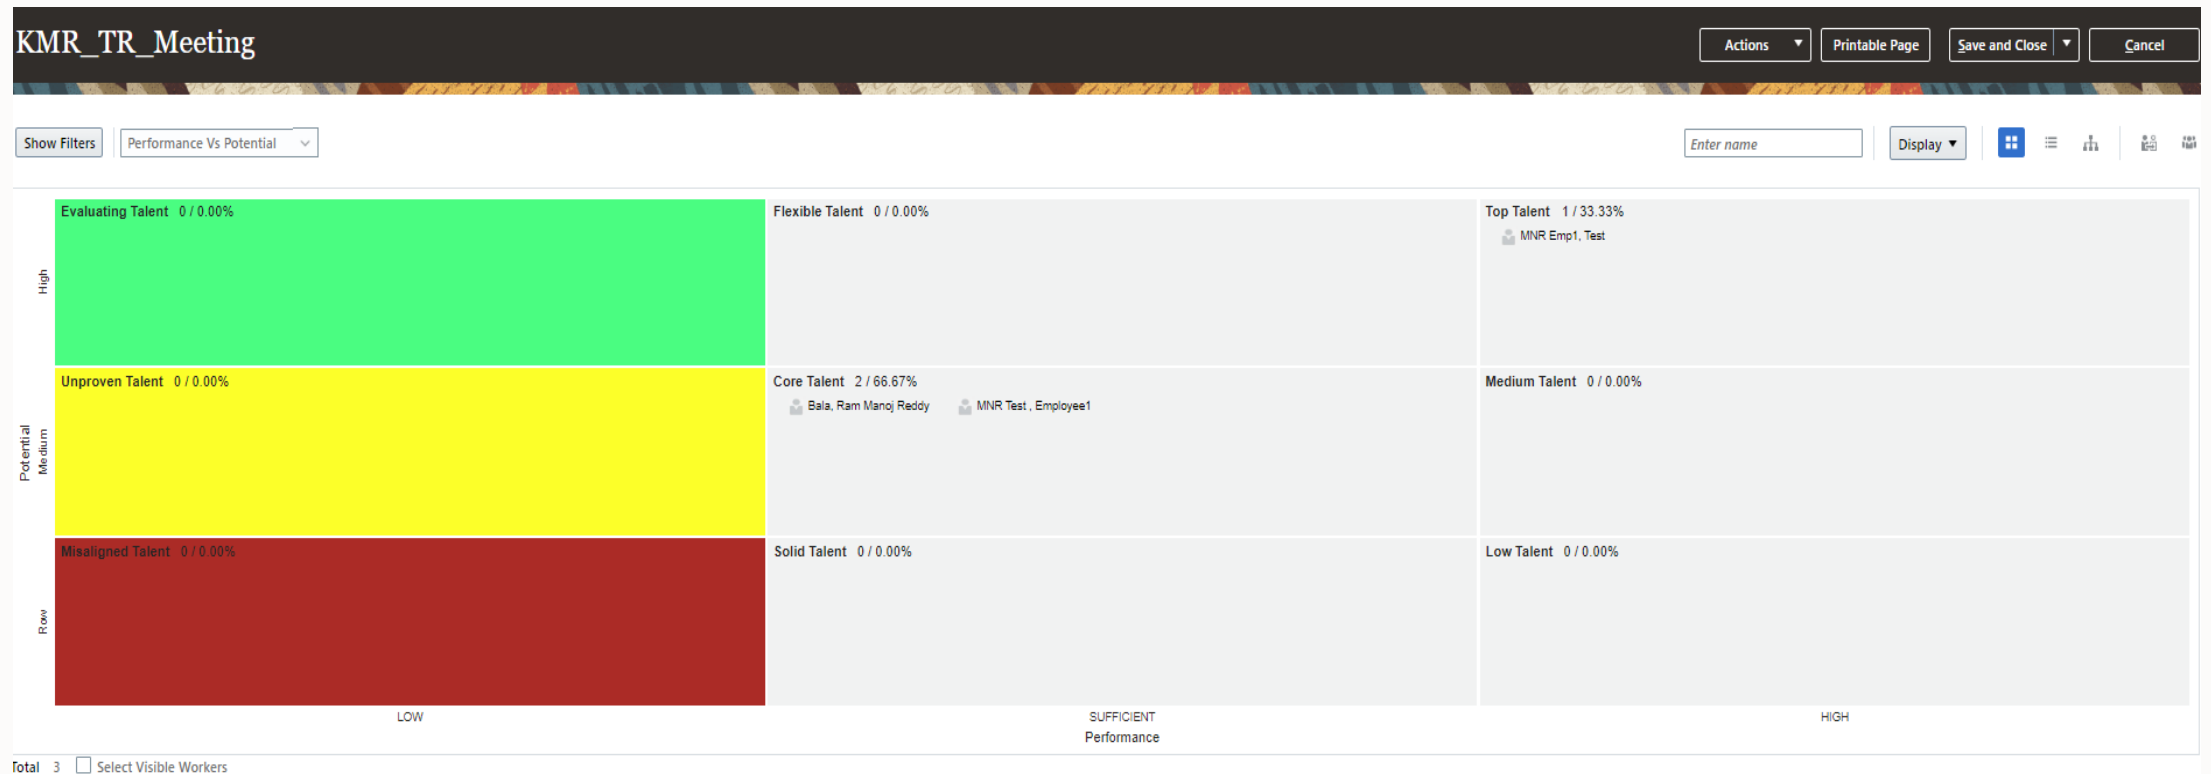 KMR_TR_Meeting
Actions
Printable Page
Save and Close
Cancel
Show Filters
Performance Vs Potential
Enter name
Display
Evaluating Talent 0 / 0.00%
Flexible Talent 0 / 0.00%
Top Talent 1 / 33.33%
MNR Emp1, Test
High
Unproven Talent 0 / 0.00%
Core Talent 2 / 66.67%
Medium Talent 0 / 0.00%
Bala, Ram Manoj Reddy
MNR Test , Employee1
Potential
Medium
Misaligned Talent 0 / 0.00%
Solid Talent 0 / 0.00%
Low Talent 0 / 0.00%
Row
LOW
SUFFICIENT
HIGH
Performance
Total 3
Select Visible Workers